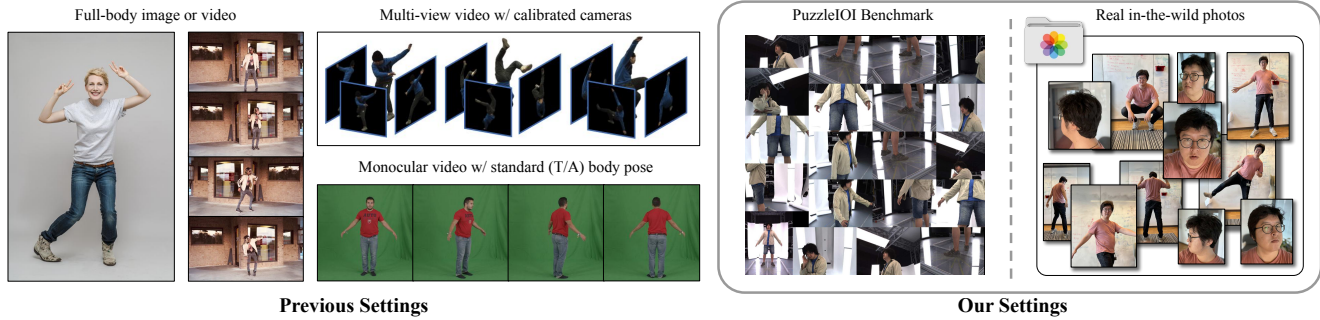 Full-body image or video
Multi-view video w/ calibrated cameras
Monocular video w/ standard (T/A) body pose
Previous Settings
PuzzleIOI Benchmark
Real in-the-wild photos
Our Settings